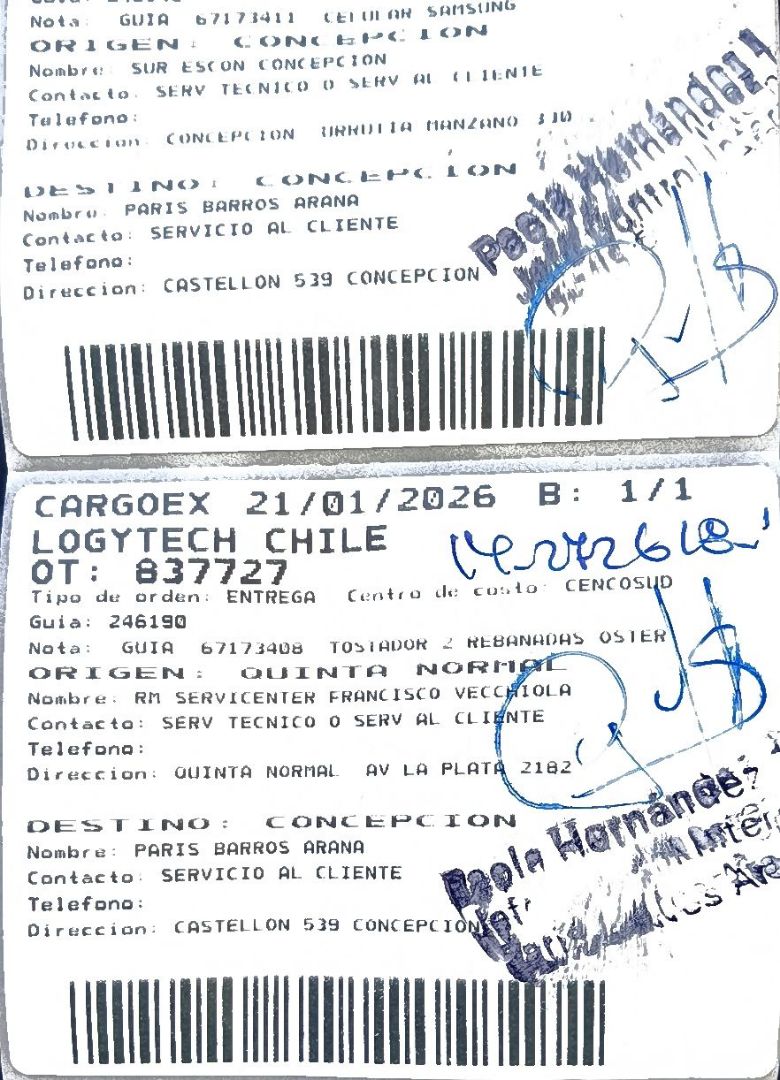 Nota: GUIA 67173411 CELULAR SAMSUNG
ORIGEN: CONCEPCION
Nombre: SUR ESCON CONCEPCION
Contacto: SERV TECNICO O SERV AL CLIENTE
Telefono:
Direccion: CONCEPCION URRUTIA MANZANO 330
DESTINO: CONCEPCION
Nombre: PARIS BARROS ARANA
Contacto: SERVICIO AL CLIENTE
Telefono:
Direccion: CASTELLON 539 CONCEPCION
Paola Hernández
CARGOEX 21/01/2026 B: 1/1
LOGYTECH CHILE
OT: 837727
Tipo de orden: ENTREGA Centro de costo: CENCOSUD
Guia: 246190
Nota: GUIA 67173408 TOSTADOR 2 REBANADAS OSTER
ORIGEN: QUINTA NORMAL
Nombre: RM SERVICENTER FRANCISCO VECCHIOLA
Contacto: SERV TECNICO O SERV AL CLIENTE
Telefono:
Direccion: QUINTA NORMAL AV LA PLATA 2182
DESTINO: CONCEPCION
Nombre: PARIS BARROS ARANA
Contacto: SERVICIO AL CLIENTE
Telefono:
Direccion: CASTELLON 539 CONCEPCION
Paola Hernández